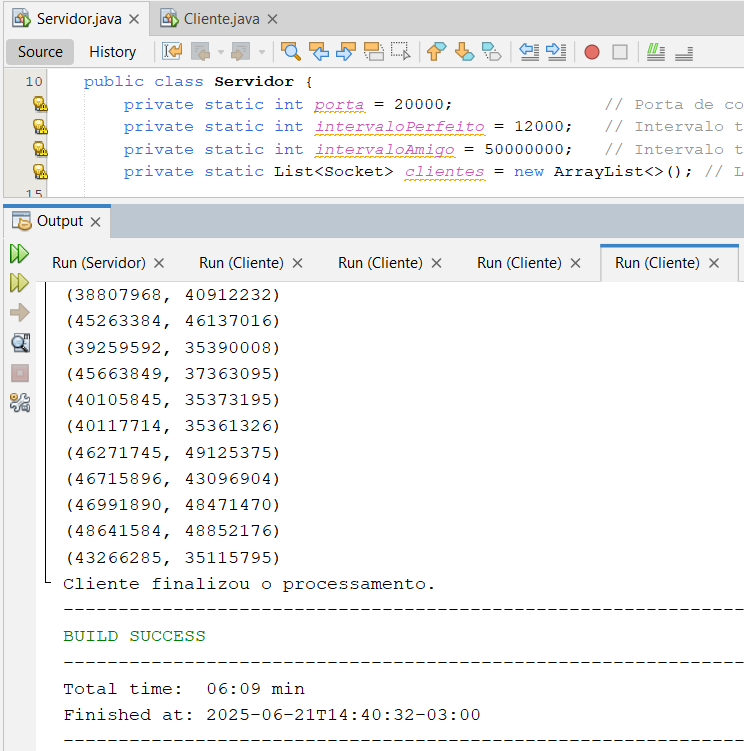 Servidor.java Cliente.java
Source History
10 public class Servidor {
private static int porta = 20000; // Porta de co
private static int intervaloPerfeito = 12000; // Intervalo t
private static int intervaloAmigo = 50000000; // Intervalo t
private static List<Socket> clientes = new ArrayList<>(); // L
15
Output
Run (Servidor) Run (Cliente) Run (Cliente) Run (Cliente) Run (Cliente)
(38807968, 40912232)
(45263384, 46137016)
(39259592, 35390008)
(45663849, 37363095)
(40105845, 35373195)
(40117714, 35361326)
(46271745, 49125375)
(46715896, 43096904)
(46991890, 48471470)
(48641584, 48852176)
(43266285, 35115795)
Cliente finalizou o processamento.
------------------------------------------------------------------------
BUILD SUCCESS
------------------------------------------------------------------------
Total time:  06:09 min
Finished at: 2025-06-21T14:40:32-03:00
------------------------------------------------------------------------